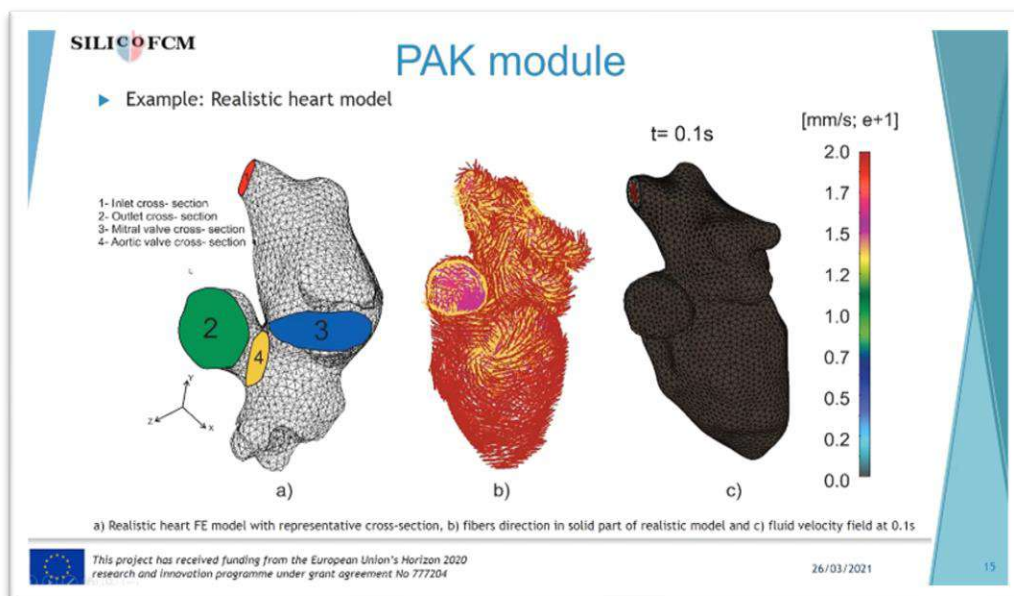 SILICOFCM
PAK module
Example: Realistic heart model
t= 0.1s
[mm/s; e+1]
1- Inlet cross- section
2- Outlet cross- section
3- Mitral valve cross-section
4- Aortic valve cross- section
2
3
4
Y
Z
X
2.0
1.7
1.5
1.2
1.0
0.7
0.5
0.2
0.0
a)
b)
c)
a) Realistic heart FE model with representative cross-section, b) fibers direction in solid part of realistic model and c) fluid velocity field at 0.1s
This project has received funding from the European Union's Horizon 2020
research and innovation programme under grant agreement No 777204
26/03/2021
15